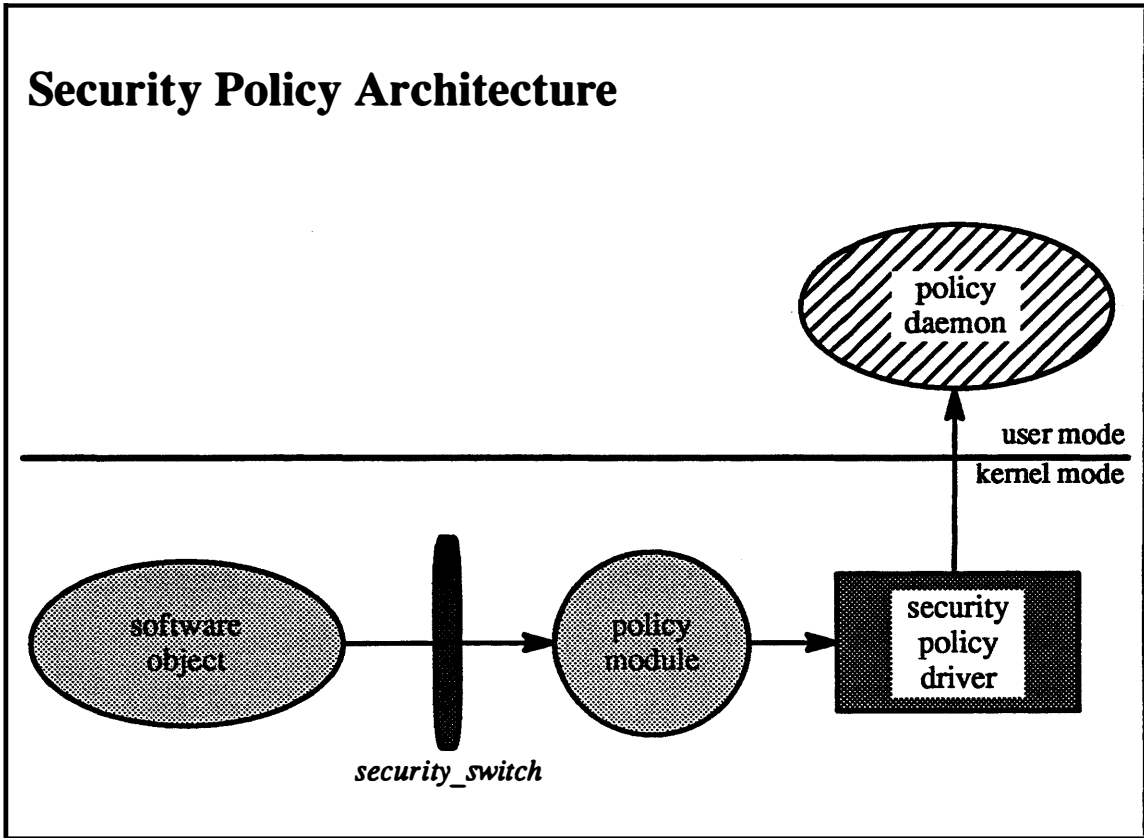 Security Policy Architecture
policy
daemon
user mode
kernel mode
software
object
policy
module
security
policy
driver
security_switch